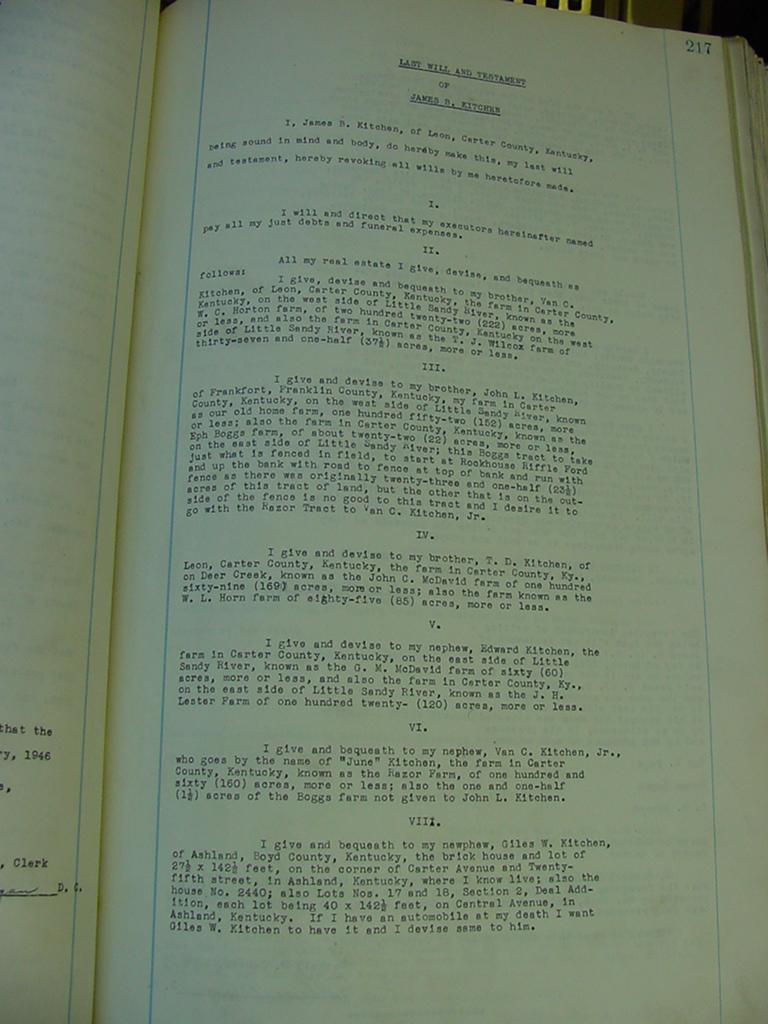 217
LAST WILL AND TESTAMENT
OF
JAMES B. KITCHEN
I, James B. Kitchen, of Leon, Carter County, Kentucky,
being sound in mind and body, do hereby make this, my last will
and testament, hereby revoking all wills by me heretofore made.
I.
I will and direct that my executors hereinafter named
pay all my just debts and funeral expenses.
II.
All my real estate I give, devise, and bequeath as
follows:
I give, devise and bequeath to my brother, Van C.
Kitchen, of Leon, Carter County, Kentucky, the farm in Carter County,
Kentucky, on the west side of Little Sandy River, known as the
W. C. Horton farm, of two hundred twenty-two (222) acres, more
or less, and also the farm in Carter County, Kentucky on the west
side of Little Sandy River, known as the T. J. Wilcox farm of
thirty-seven and one-half (37½) acres, more or less.
III.
I give and devise to my brother, John L. Kitchen,
of Frankfort, Franklin County, Kentucky, my farm in Carter
County, Kentucky, on the west side of Little Sandy River, known
as our old home farm, one hundred fifty-two (152) acres, more
or less; also the farm in Carter County, Kentucky, known as the
Eph Boggs farm, of about twenty-two (22) acres, more or less,
on the east side of Little Sandy River; this Boggs tract to take
just what is fenced in field, to start at Rockhouse Riffle Ford
and up the bank with road to fence at top of bank and run with
fence as there was originally twenty-three and one-half (23½)
acres of this tract of land, but the other that is on the out-
side of the fence is no good to this tract and I desire it to
go with the Razor Tract to Van C. Kitchen, Jr.
IV.
I give and devise to my brother, T. D. Kitchen, of
Leon, Carter County, Kentucky, the farm in Carter County, Ky.,
on Deer Creek, known as the John C. McDavid farm of one hundred
sixty-nine (169) acres, more or less; also the farm known as the
W. L. Horn farm of eighty-five (85) acres, more or less.
V.
I give and devise to my nephew, Edward Kitchen, the
farm in Carter County, Kentucky, on the east side of Little
Sandy River, known as the G. M. McDavid farm of sixty (60)
acres, more or less, and also the farm in Carter County, Ky.,
on the east side of Little Sandy River, known as the J. H.
Lester Farm of one hundred twenty- (120) acres, more or less.
VI.
I give and bequeath to my nephew, Van C. Kitchen, Jr.,
who goes by the name of "June" Kitchen, the farm in Carter
County, Kentucky, known as the Razor Farm, of one hundred and
sixty (160) acres, more or less; also the one and one-half
(1½) acres of the Boggs farm not given to John L. Kitchen.
VIII.
I give and bequeath to my newphew, Giles W. Kitchen,
of Ashland, Boyd County, Kentucky, the brick house and lot of
27½ x 142½ feet, on the corner of Carter Avenue and Twenty-
fifth street, in Ashland, Kentucky, where I know live; also the
house No. 2440; also Lots Nos. 17 and 18, Section 2, Deal Add-
ition, each lot being 40 x 142½ feet, on Central Avenue, in
Ashland, Kentucky. If I have an automobile at my death I want
Giles W. Kitchen to have it and I devise same to him.
that the
1946
, Clerk
D. C.